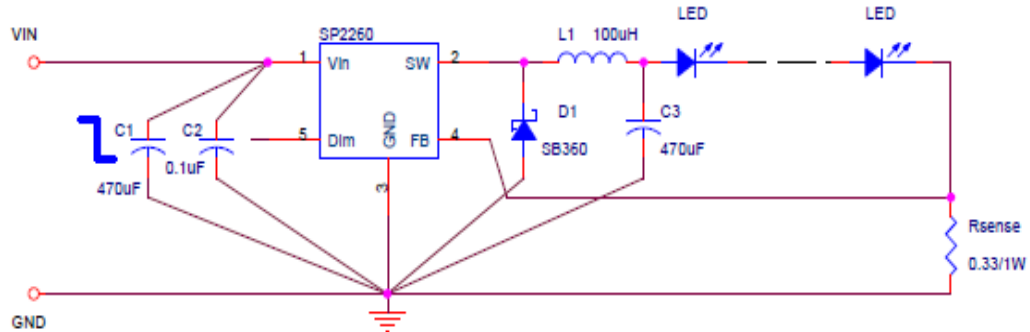 LED
LED
VIN
SP2260
L1 100uH
1
VIn
SW
2
C1
C2
5
DIm
GND
FB
4
D1
C3
SB360
470uF
0.1uF
470uF
3
Rsense
0.33/1W
GND